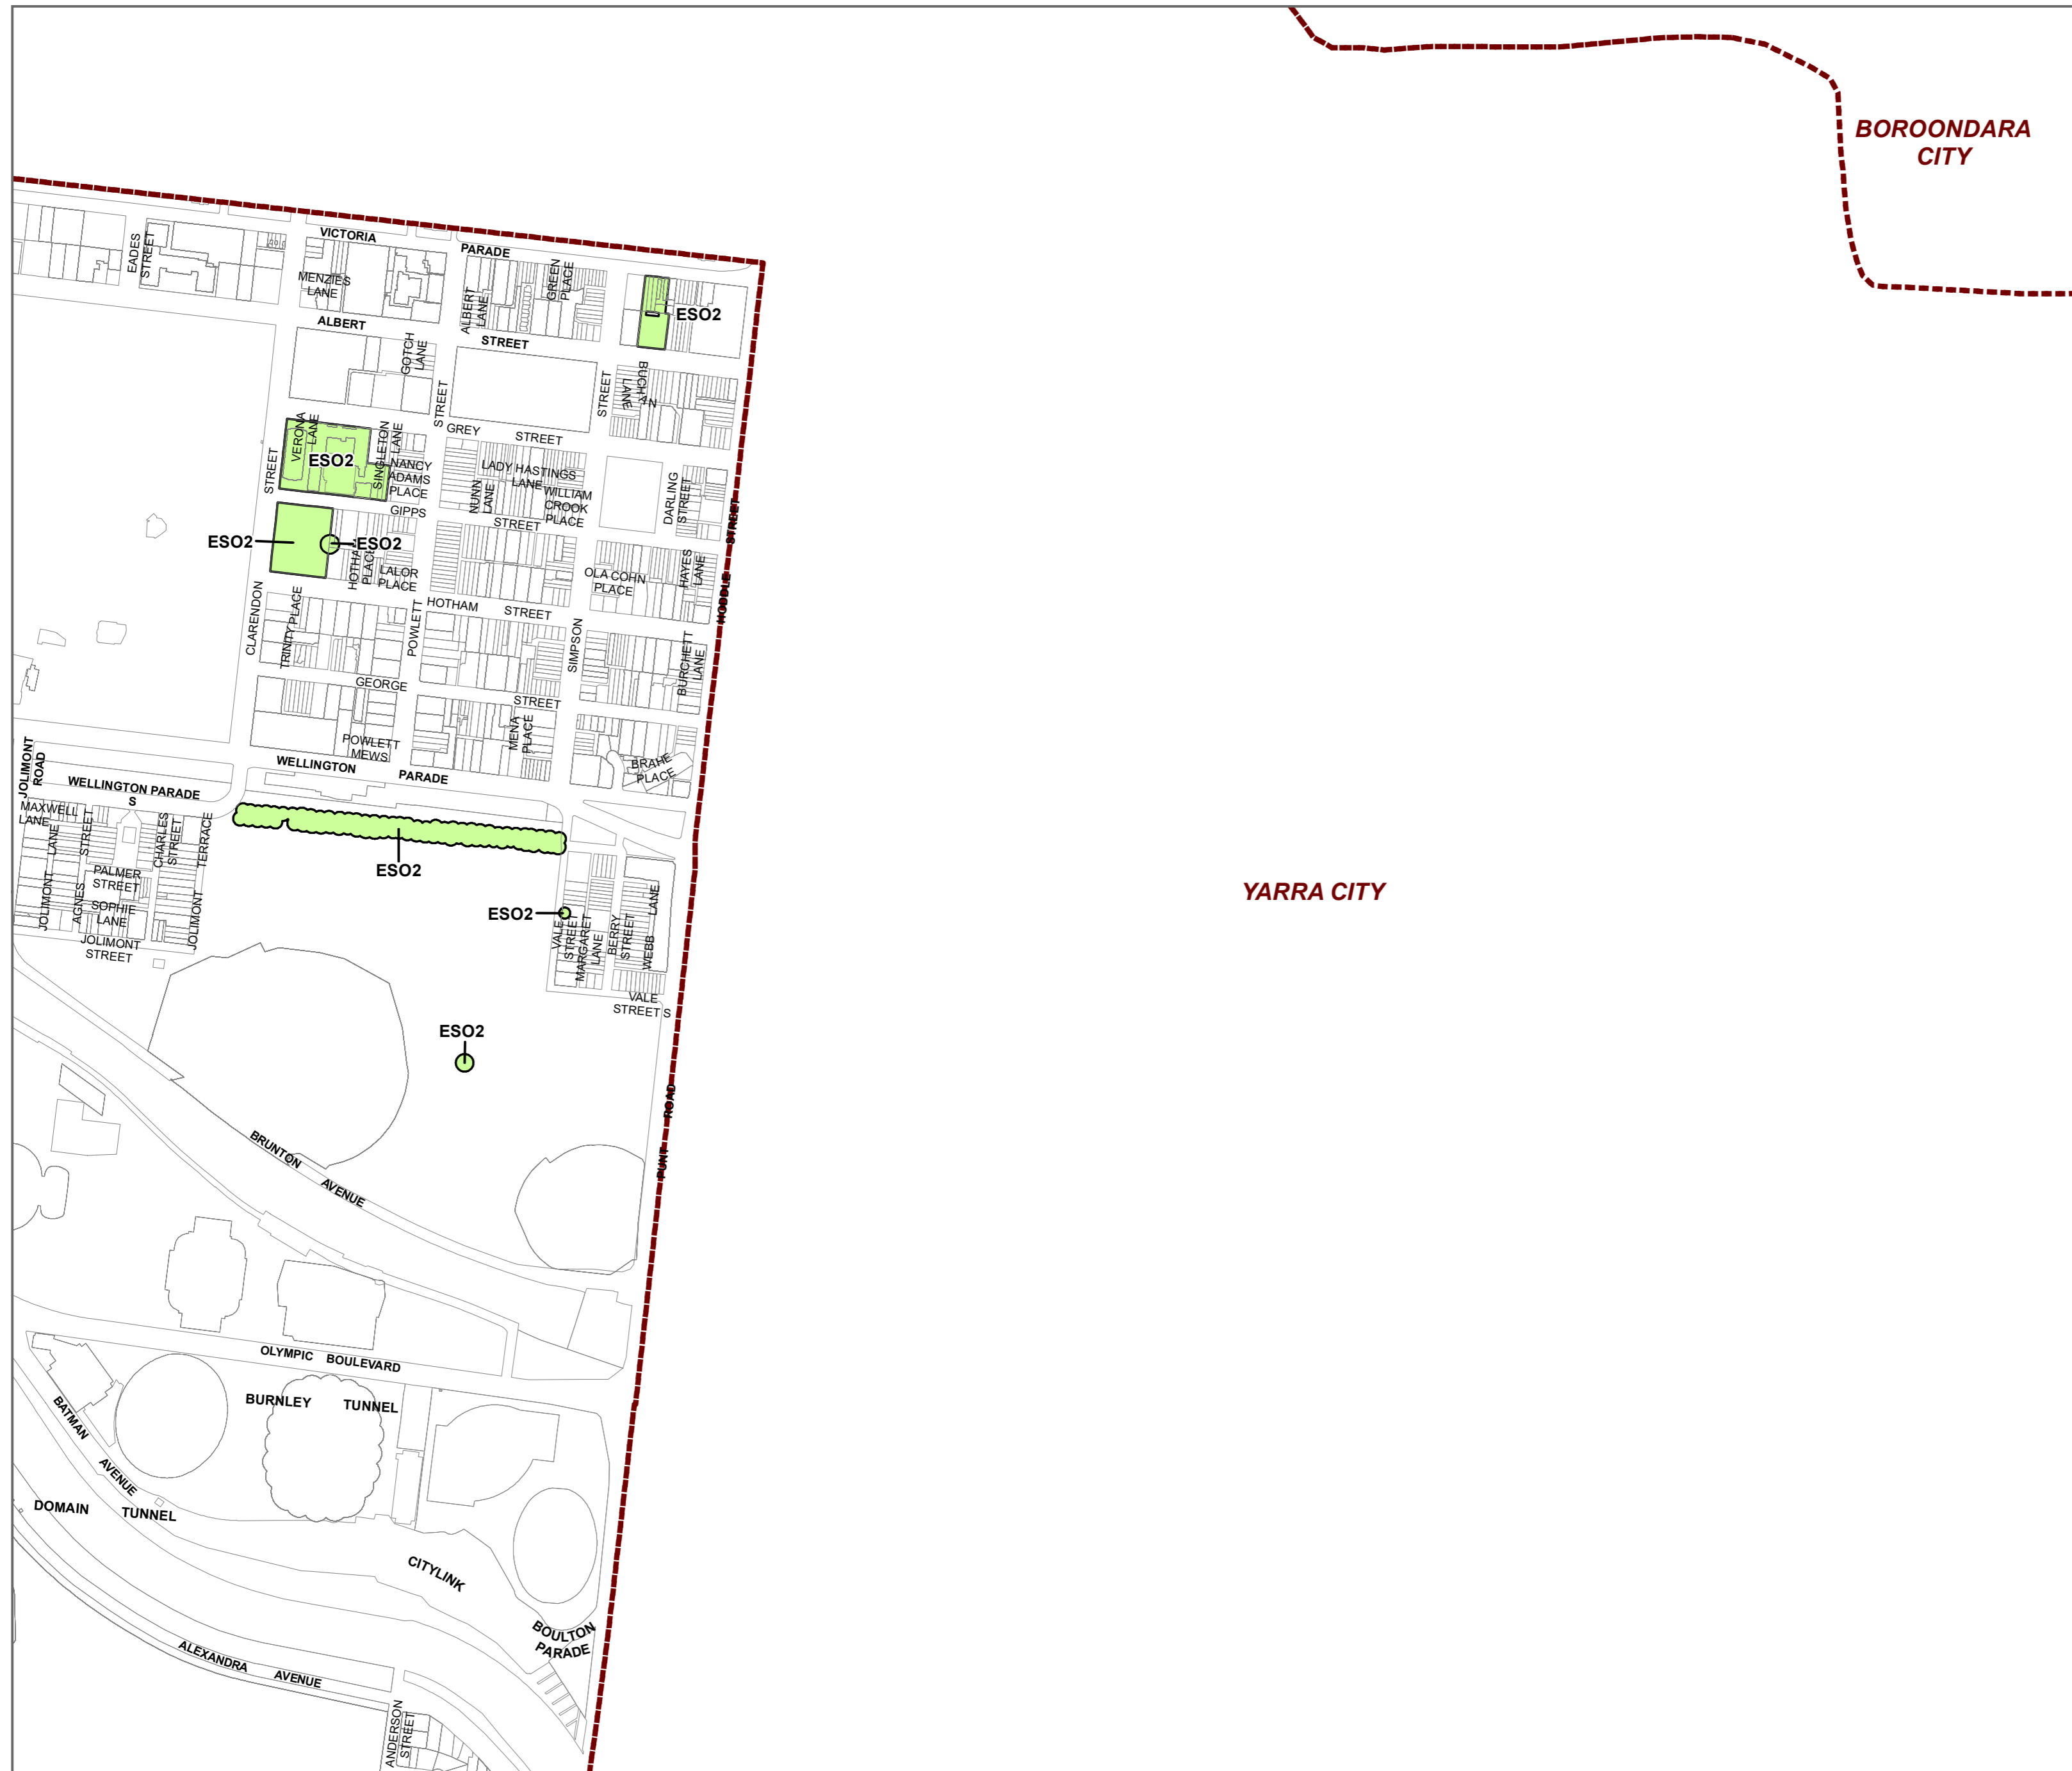 BOROONDARA
CITY
EADES
STREET
VICTORIA
PARADE
MENZIES
LANE
ALBERT
LANE
GREEN
PLACE
ESO2
ALBERT
STREET
GOTCH
LANE
STREET
STREET
BUCHAN
LANE
VERONA
LANE
ESO2
SINGLETON
LANE
GREY
STREET
STREET
NANCY
ADAMS
PLACE
LADY HASTINGS
LANE
NUNN
LANE
WILLIAM
CROOK
PLACE
DARLING
STREET
GIPPS
STREET
STREET
ESO2
ESO2
HOTHAM
PLACE
LALOR
PLACE
OLA COHN
PLACE
HAYES
LANE
HODDLE
CLARENDON
TRINITY PLACE
POWLETT
HOTHAM
STREET
SIMPSON
BURCHETT
LANE
GEORGE
STREET
MENA
PLACE
POWLETT
MEWS
BRAHE
PLACE
WELLINGTON
PARADE
JOLIMONT
ROAD
WELLINGTON PARADE
S
MAXWELL
LANE
JOLIMONT
LANE
AGNES
STREET
CHARLES
STREET
JOLIMONT
TERRACE
PALMER
STREET
SOPHIE
LANE
JOLIMONT
STREET
ESO2
ESO2
VALE
STREET
MARGARET
LANE
BERRY
STREET
WEBB
LANE
VALE
STREET S
YARRA CITY
ESO2
PUNT
ROAD
BRUNTON
AVENUE
OLYMPIC BOULEVARD
BURNLEY TUNNEL
BATMAN
AVENUE
DOMAIN TUNNEL
CITYLINK
BOULTON
PARADE
ALEXANDRA
AVENUE
ANDERSON
STREET